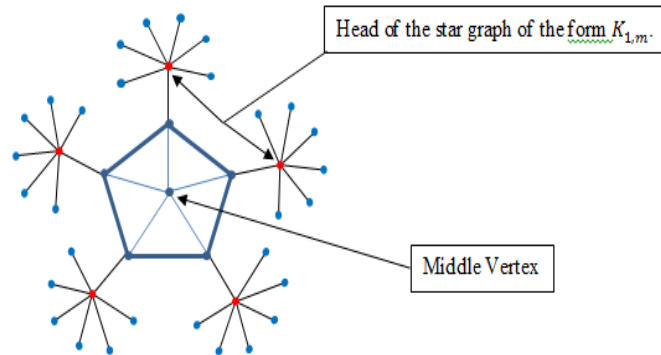 Head of the star graph of the form K₁,ₘ.
Middle Vertex